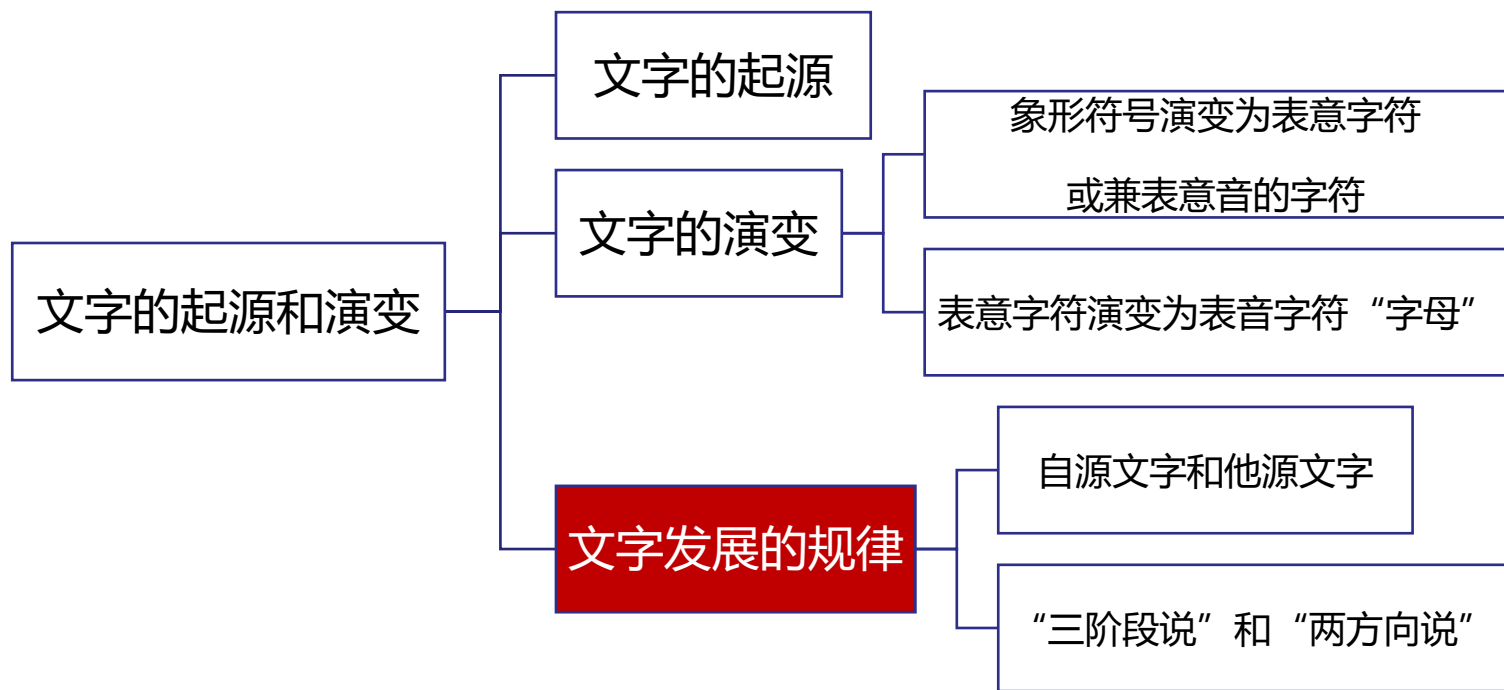 文字的起源和演变
文字的起源
文字的演变
象形符号演变为表意字符
或兼表意音的字符
表意字符演变为表音字符“字母”
文字发展的规律
自源文字和他源文字
“三阶段说”和“两方向说”